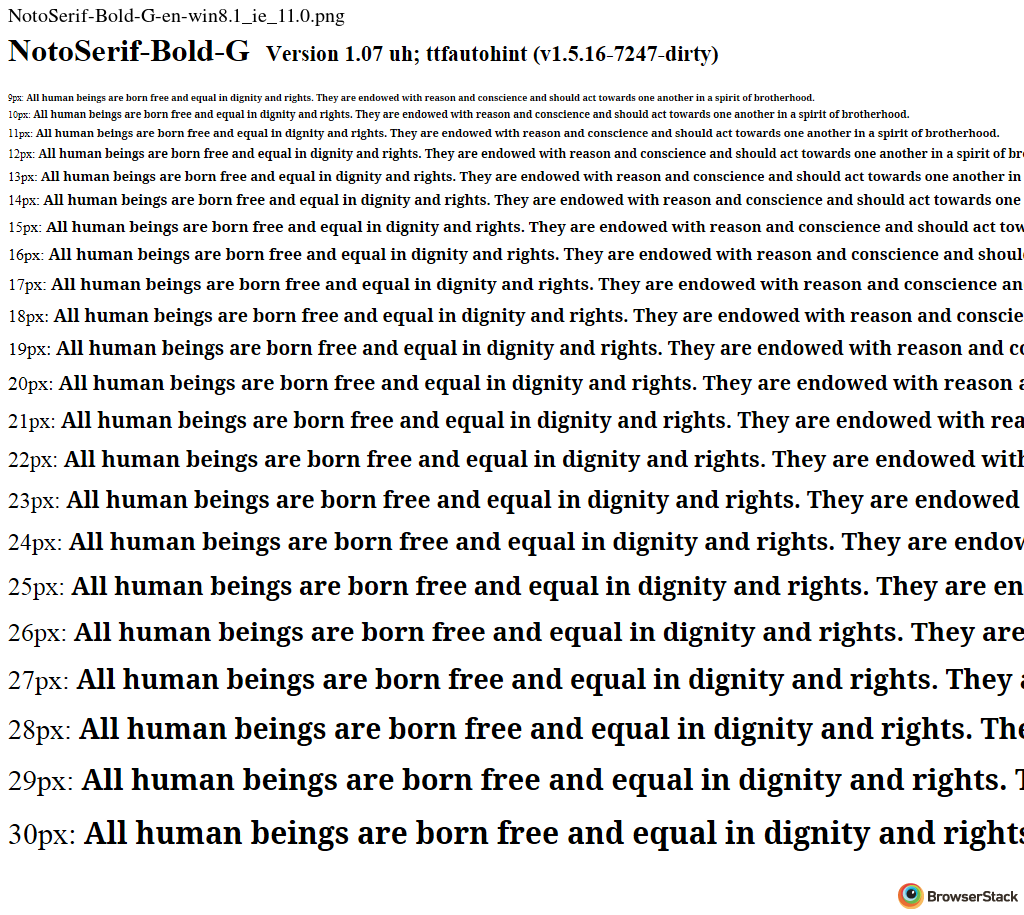 NotoSerif-Bold-G-en-win8.1_ie_11.0.png
NotoSerif-Bold-G Version 1.07 uh; ttfautohint (v1.5.16-7247-dirty)
9px: All human beings are born free and equal in dignity and rights. They are endowed with reason and conscience and should act towards one another in a spirit of brotherhood.
10px: All human beings are born free and equal in dignity and rights. They are endowed with reason and conscience and should act towards one another in a spirit of brotherhood.
11px: All human beings are born free and equal in dignity and rights. They are endowed with reason and conscience and should act towards one another in a spirit of brotherhood.
12px: All human beings are born free and equal in dignity and rights. They are endowed with reason and conscience and should act towards one another in a spirit of br
13px: All human beings are born free and equal in dignity and rights. They are endowed with reason and conscience and should act towards one another in
14px: All human beings are born free and equal in dignity and rights. They are endowed with reason and conscience and should act towards one
15px: All human beings are born free and equal in dignity and rights. They are endowed with reason and conscience and should act tow
16px: All human beings are born free and equal in dignity and rights. They are endowed with reason and conscience and shoul
17px: All human beings are born free and equal in dignity and rights. They are endowed with reason and conscience an
18px: All human beings are born free and equal in dignity and rights. They are endowed with reason and conscie
19px: All human beings are born free and equal in dignity and rights. They are endowed with reason and co
20px: All human beings are born free and equal in dignity and rights. They are endowed with reason a
21px: All human beings are born free and equal in dignity and rights. They are endowed with rea
22px: All human beings are born free and equal in dignity and rights. They are endowed with
23px: All human beings are born free and equal in dignity and rights. They are endowed
24px: All human beings are born free and equal in dignity and rights. They are endow
25px: All human beings are born free and equal in dignity and rights. They are en
26px: All human beings are born free and equal in dignity and rights. They are
27px: All human beings are born free and equal in dignity and rights. They a
28px: All human beings are born free and equal in dignity and rights. The
29px: All human beings are born free and equal in dignity and rights. T
30px: All human beings are born free and equal in dignity and rights
BrowserStack